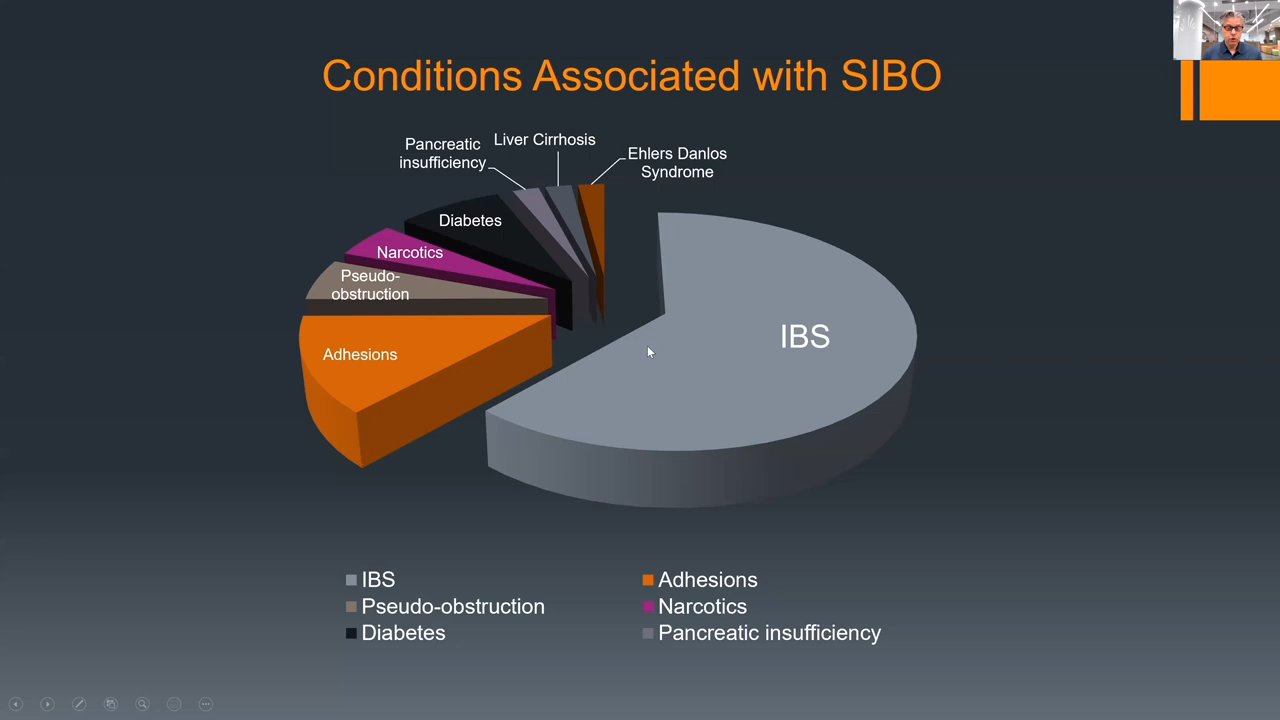 Conditions Associated with SIBO
Pancreatic
insufficiency
Liver Cirrhosis
Ehlers Danlos
Syndrome
Diabetes
Narcotics
Pseudo-
obstruction
Adhesions
IBS
IBS
Adhesions
Pseudo-obstruction
Narcotics
Diabetes
Pancreatic insufficiency